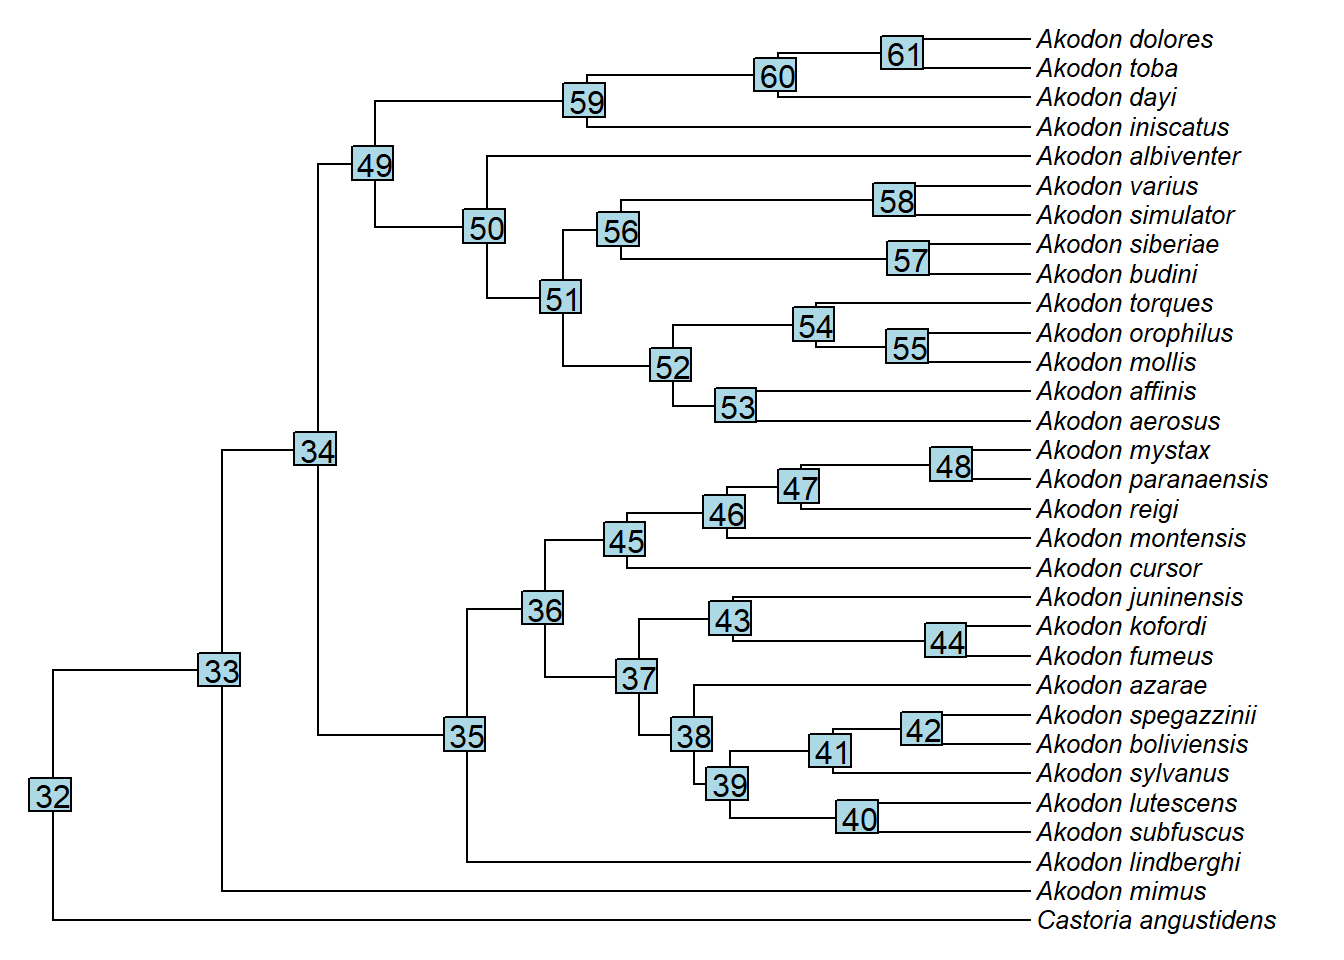 Akodon dolores
61
Akodon toba
60
Akodon dayi
59
Akodon iniscatus
Akodon albiventer
49
Akodon varius
58
Akodon simulator
50
56
Akodon siberiae
57
Akodon budini
51
Akodon torques
54
Akodon orophilus
55
Akodon mollis
52
Akodon affinis
53
Akodon aerosus
34
Akodon mystax
48
Akodon paranaensis
47
Akodon reigi
46
Akodon montensis
45
Akodon cursor
36
Akodon juninensis
43
Akodon kofordi
44
Akodon fumeus
33
37
Akodon azarae
Akodon spegazzinii
42
35
38
Akodon boliviensis
41
Akodon sylvanus
39
32
Akodon lutescens
40
Akodon subfuscus
Akodon lindberghi
Akodon mimus
Castoria angustidens